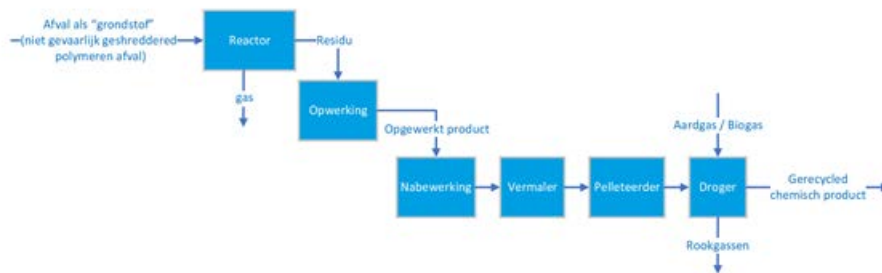 Afval als “grondstof”
(niet gevaarlijk geshreddered
polymeren afval)
Reactor
Residu
gas
Opwerking
Opgewerkt product
Aardgas / Biogas
Nabewerking
Vermaler
Pelleteerder
Droger
Gerecycled
chemisch product
Rookgassen